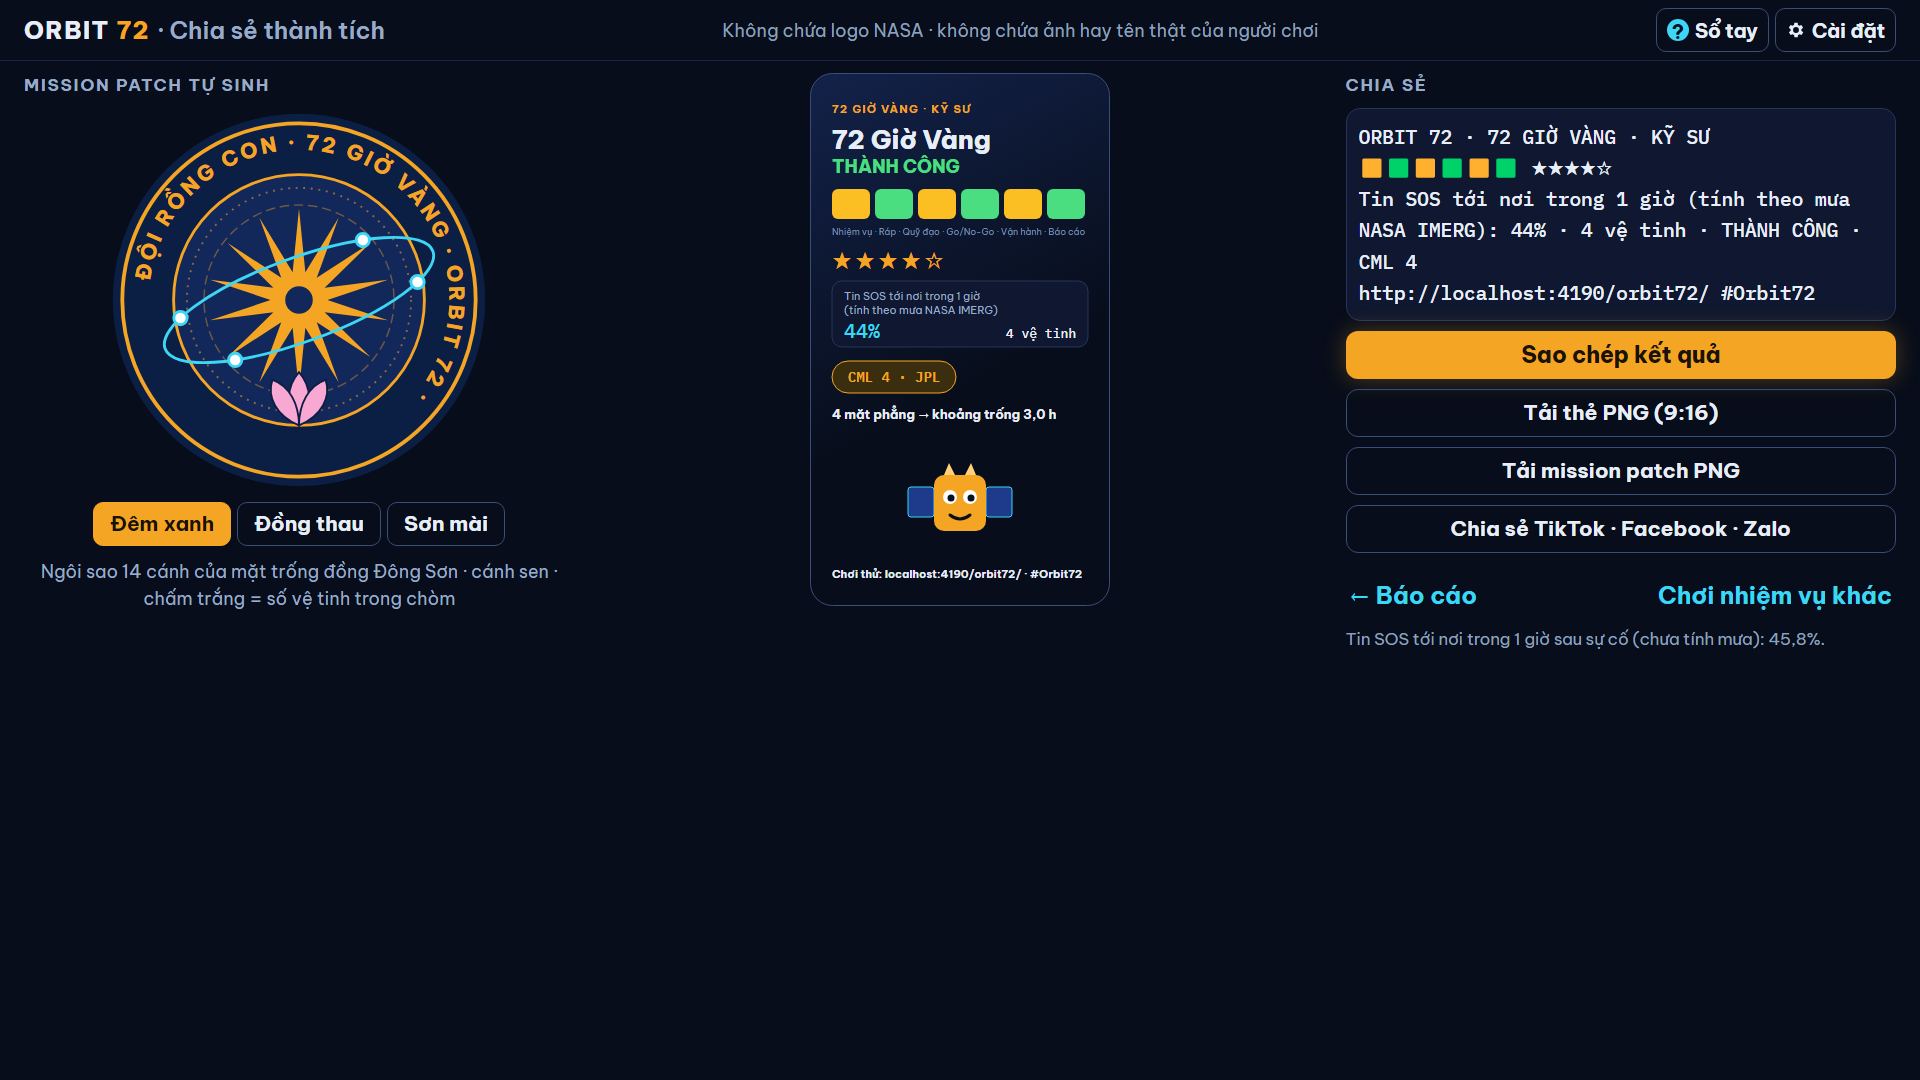 ORBIT 72 · Chia sẻ thành tích
Không chứa logo NASA · không chứa ảnh hay tên thật của người chơi
? Sổ tay
Cài đặt
MISSION PATCH TỰ SINH
ĐỘI RỒNG CON · 72 GIỜ VÀNG · ORBIT 72 ·
Đêm xanh
Đồng thau
Sơn mài
Ngôi sao 14 cánh của mặt trống đồng Đông Sơn · cánh sen ·
chấm trắng = số vệ tinh trong chòm
72 GIỜ VÀNG · KỸ SƯ
72 Giờ Vàng
THÀNH CÔNG
Nhiệm vụ · Ráp · Quỹ đạo · Go/No-Go · Vận hành · Báo cáo
★★★★☆
Tin SOS tới nơi trong 1 giờ
(tính theo mưa NASA IMERG)
44%
4 vệ tinh
CML 4 · JPL
4 mặt phẳng → khoảng trống 3,0 h
Chơi thử: localhost:4190/orbit72/ · #Orbit72
CHIA SẺ
ORBIT 72 · 72 GIỜ VÀNG · KỸ SƯ
🟧🟩🟧🟩🟧🟩 ★★★★☆
Tin SOS tới nơi trong 1 giờ (tính theo mưa
NASA IMERG): 44% · 4 vệ tinh · THÀNH CÔNG ·
CML 4
http://localhost:4190/orbit72/ #Orbit72
Sao chép kết quả
Tải thẻ PNG (9:16)
Tải mission patch PNG
Chia sẻ TikTok · Facebook · Zalo
← Báo cáo
Chơi nhiệm vụ khác
Tin SOS tới nơi trong 1 giờ sau sự cố (chưa tính mưa): 45,8%.